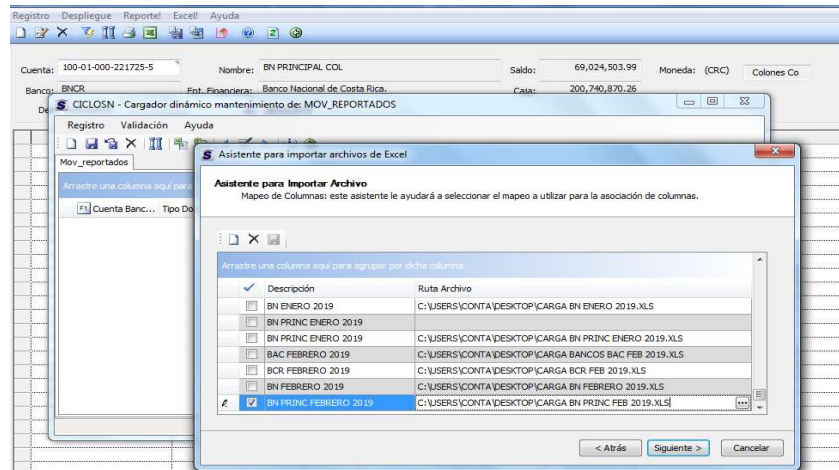 Registro Despliegue Reporte! Excel! Ayuda
Cuenta: 100-01-000-221725-5 Nombre: BN PRINCIPAL COL Saldo: 69,024,503.99 Moneda: (CRC) Colones Co
Banco: BNCR Ent. Financiera: Banco Nacional de Costa Rica. Caja: 200,740,870.26
De
CICLOSN - Cargador dinámico mantenimiento de: MOV_REPORTADOS
Registro Validación Ayuda
Mov_reportados
Arrastre una columna aquí para
Cuenta Banc... Tipo Do
Asistente para importar archivos de Excel
Asistente para Importar Archivo
Mapeo de Columnas: este asistente le ayudará a seleccionar el mapeo a utilizar para la asociación de columnas.
Arrastre una columna aquí para agrupar por dicha columna
Descripción Ruta Archivo
BN ENERO 2019 C:\USERS\CONTA\DESKTOP\CARGA BN ENERO 2019.XLS
BN PRINC ENERO 2019
BN PRINC ENERO 2019 C:\USERS\CONTA\DESKTOP\CARGA BN PRINC ENERO 2019.XLS
BAC FEBRERO 2019 C:\USERS\CONTA\DESKTOP\CARGA BANCOS BAC FEB 2019.XLS
BCR FEBRERO 2019 C:\USERS\CONTA\DESKTOP\CARGA BCR FEB 2019.XLS
BN FEBRERO 2019 C:\USERS\CONTA\DESKTOP\CARGA BN FEBRERO 2019.XLS
BN PRINC FEBRERO 2019 C:\USERS\CONTA\DESKTOP\CARGA BN PRINC FEB 2019.XLS
< Atrás Siguiente > Cancelar